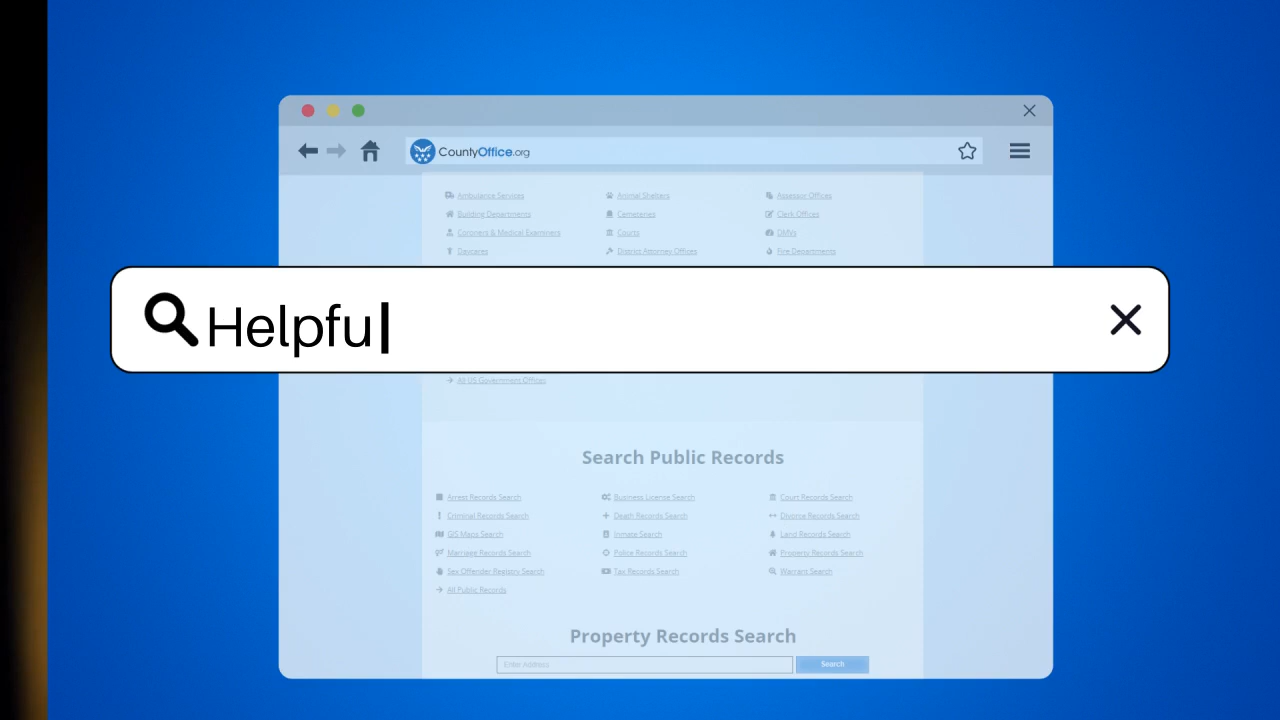 CountyOffice.org
Ambulance Services Animal Shelters Assessor Offices
Building Departments Cemeteries Clerk Offices
Coroners & Medical Examiners Courts DMVs
Daycares District Attorney Offices Fire Departments
Helpfu
All US Government Offices
Search Public Records
Arrest Records Search Business License Search Court Records Search
Criminal Records Search Death Records Search Divorce Records Search
GIS Maps Search Inmate Search Land Records Search
Marriage Records Search Police Records Search Property Records Search
Sex Offender Registry Search Tax Records Search Warrant Search
All Public Records
Property Records Search
Enter Address Search